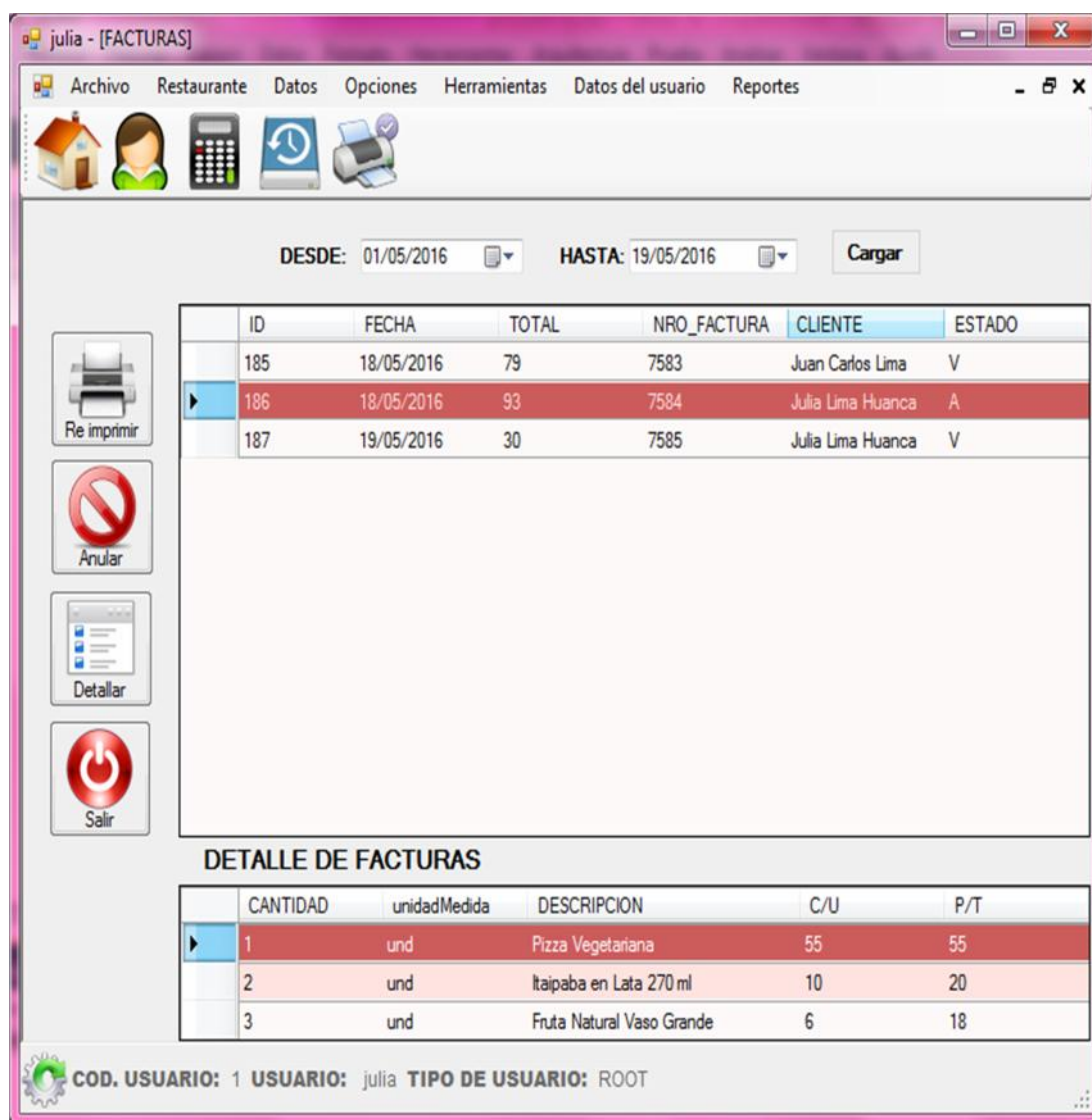 julia - [FACTURAS]
Archivo Restaurante Datos Opciones Herramientas Datos del usuario Reportes
DESDE: 01/05/2016 HASTA: 19/05/2016 Cargar
ID FECHA TOTAL NRO_FACTURA CLIENTE ESTADO
185 18/05/2016 79 7583 Juan Carlos Lima V
186 18/05/2016 93 7584 Julia Lima Huanca A
187 19/05/2016 30 7585 Julia Lima Huanca V
Re imprimir
Anular
Detallar
Salir
DETALLE DE FACTURAS
CANTIDAD unidadMedida DESCRIPCION C/U P/T
1 und Pizza Vegetariana 55 55
2 und Itaipaba en Lata 270 ml 10 20
3 und Fruta Natural Vaso Grande 6 18
COD. USUARIO: 1 USUARIO: julia TIPO DE USUARIO: ROOT